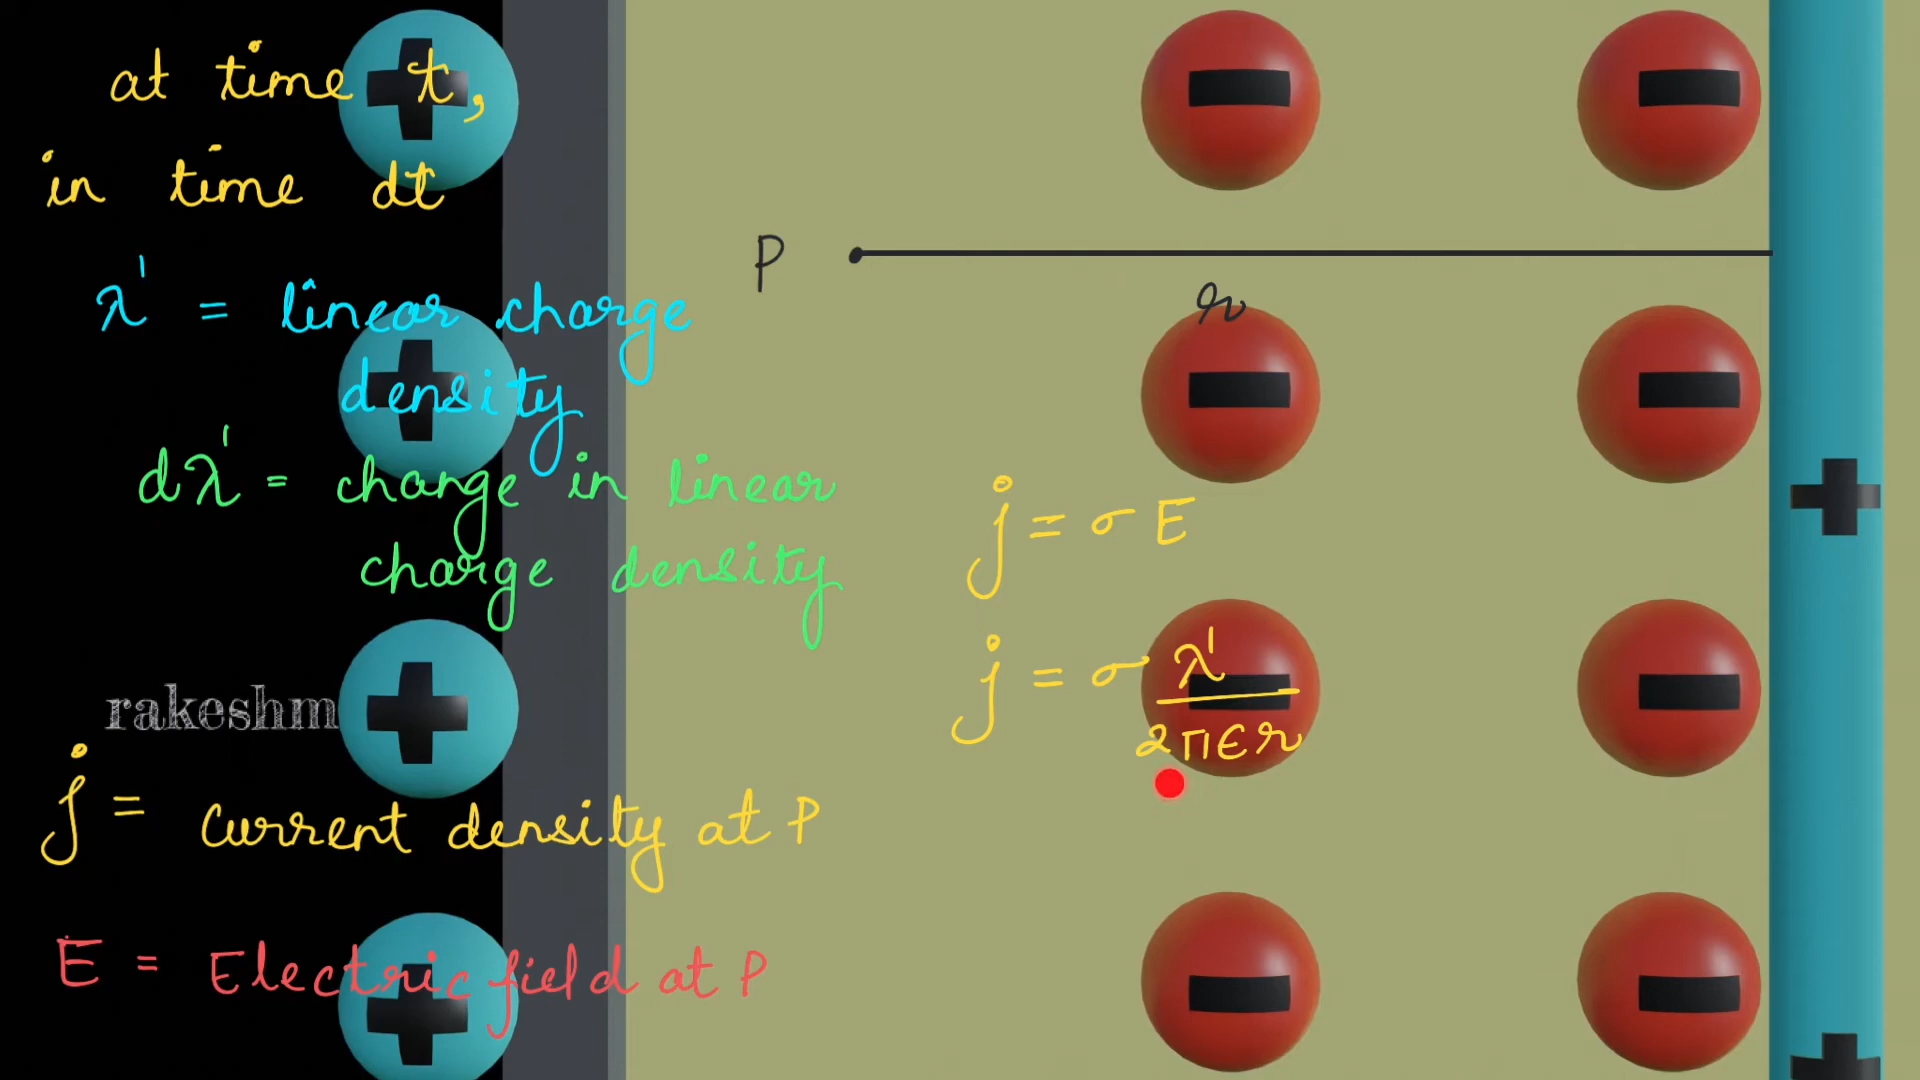 at time t,
in time dt
P
λ' = linear charge
density
r
dλ' = change in linear
charge density
j = σ E
j = σ λ'
2πϵr
rakeshm
j = current density at P
E = Electric field at P